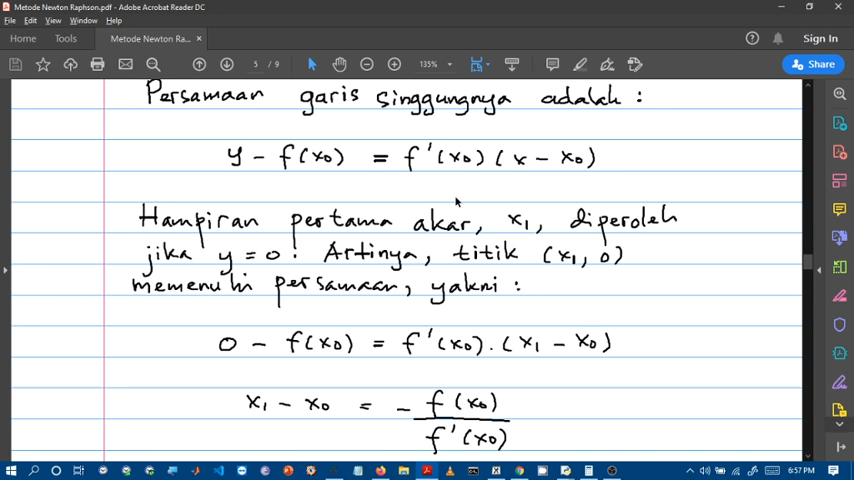 Metode Newton Raphson.pdf - Adobe Acrobat Reader DC
File Edit View Window Help
Home Tools Metode Newton Ra... × Sign In
5 / 9 135% Share
Persamaan garis singgungnya adalah :
y - f(x₀) = f'(x₀) (x - x₀)
Hampiran pertama akar, x₁, diperoleh
jika y = 0. Artinya, titik (x₁, 0)
memenuhi persamaan, yakni :
0 - f(x₀) = f'(x₀) . (x₁ - x₀)
x₁ - x₀ = - f(x₀)
f'(x₀)
6:57 PM